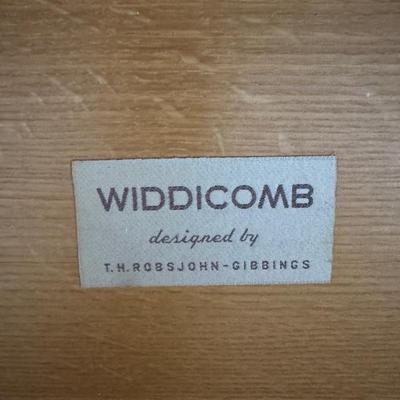 WIDDICOMB
designed by
T.H. ROBSJOHN-GIBBINGS